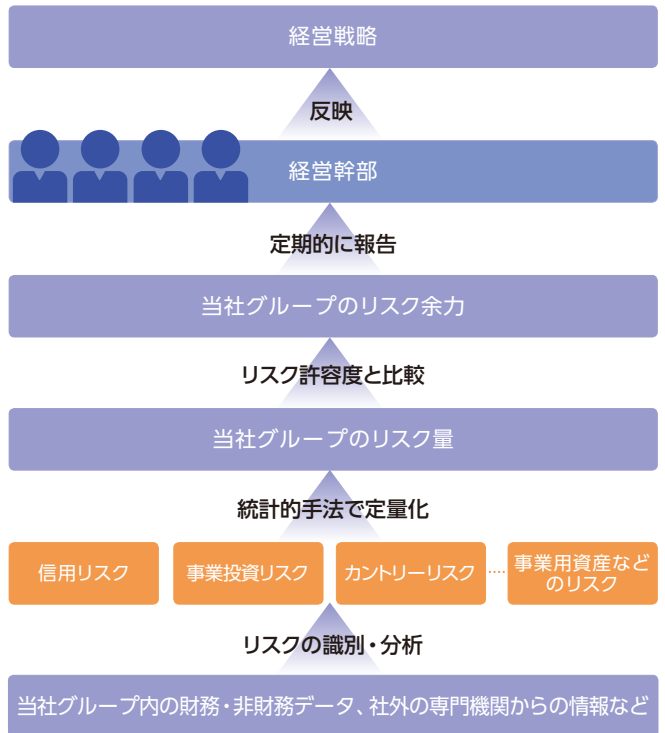 経営戦略
反映
経営幹部
定期的に報告
当社グループのリスク余力
リスク許容度と比較
当社グループのリスク量
統計的手法で定量化
信用リスク
事業投資リスク
カントリーリスク
事業用資産など
のリスク
リスクの識別・分析
当社グループ内の財務・非財務データ、社外の専門機関からの情報など